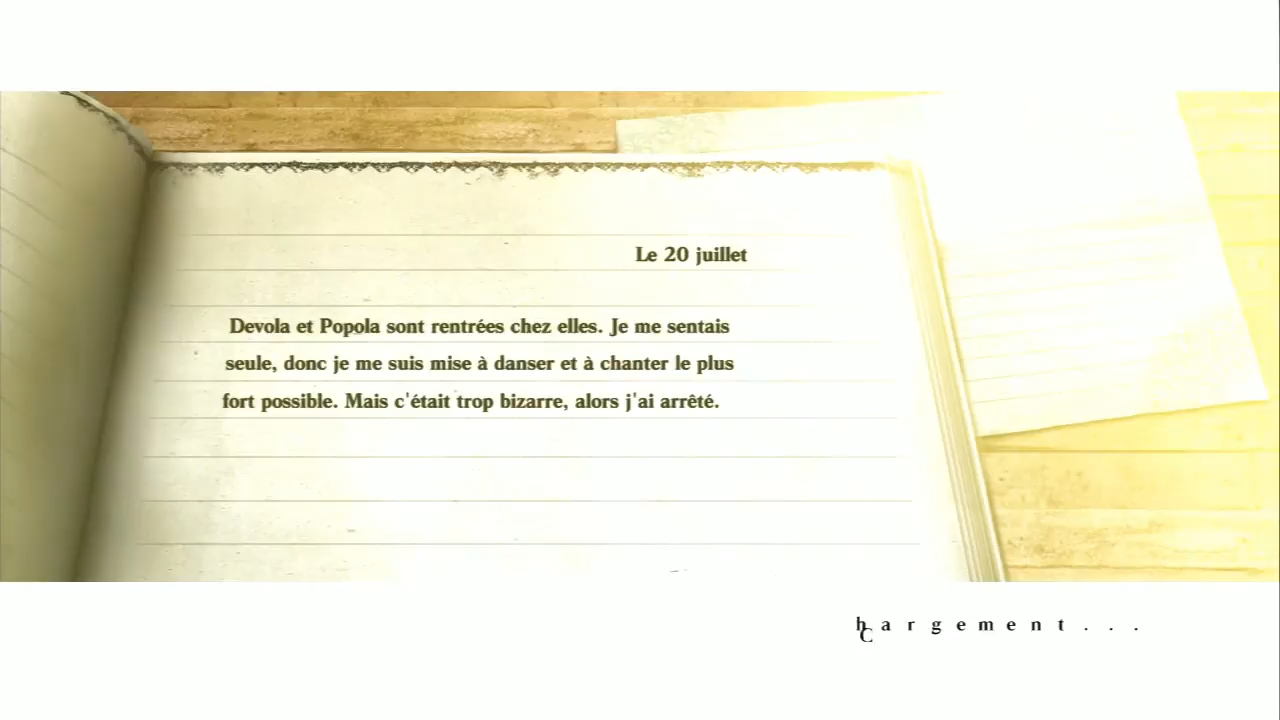 Le 20 juillet
Devola et Popola sont rentrées chez elles. Je me sentais
seule, donc je me suis mise à danser et à chanter le plus
fort possible. Mais c'était trop bizarre, alors j'ai arrêté.
Chargement...